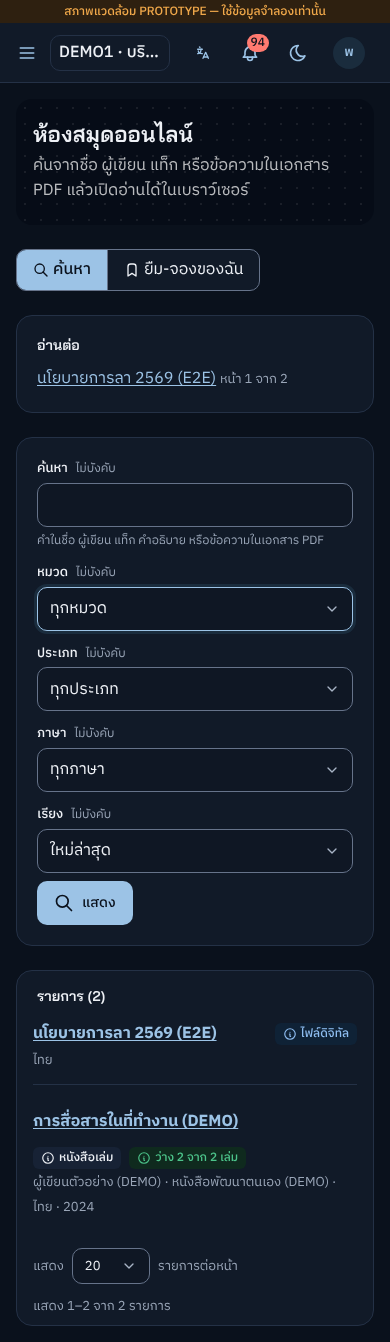 สภาพแวดล้อม PROTOTYPE — ใช้ข้อมูลจำลองเท่านั้น
DEMO1 · บริ...
94
W
ห้องสมุดออนไลน์
ค้นจากชื่อ ผู้เขียน แท็ก หรือข้อความในเอกสาร
PDF แล้วเปิดอ่านได้ในเบราว์เซอร์
ค้นหา
ยืม-จองของฉัน
อ่านต่อ
นโยบายการลา 2569 (E2E) หน้า 1 จาก 2
ค้นหา ไม่บังคับ
คำในชื่อ ผู้เขียน แท็ก คำอธิบาย หรือข้อความในเอกสาร PDF
หมวด ไม่บังคับ
ทุกหมวด
ประเภท ไม่บังคับ
ทุกประเภท
ภาษา ไม่บังคับ
ทุกภาษา
เรียง ไม่บังคับ
ใหม่ล่าสุด
แสดง
รายการ (2)
นโยบายการลา 2569 (E2E)
ไฟล์ดิจิทัล
ไทย
การสื่อสารในที่ทำงาน (DEMO)
หนังสือเล่ม
ว่าง 2 จาก 2 เล่ม
ผู้เขียนตัวอย่าง (DEMO) · หนังสือพัฒนาตนเอง (DEMO) ·
ไทย · 2024
แสดง 20 รายการต่อหน้า
แสดง 1–2 จาก 2 รายการ